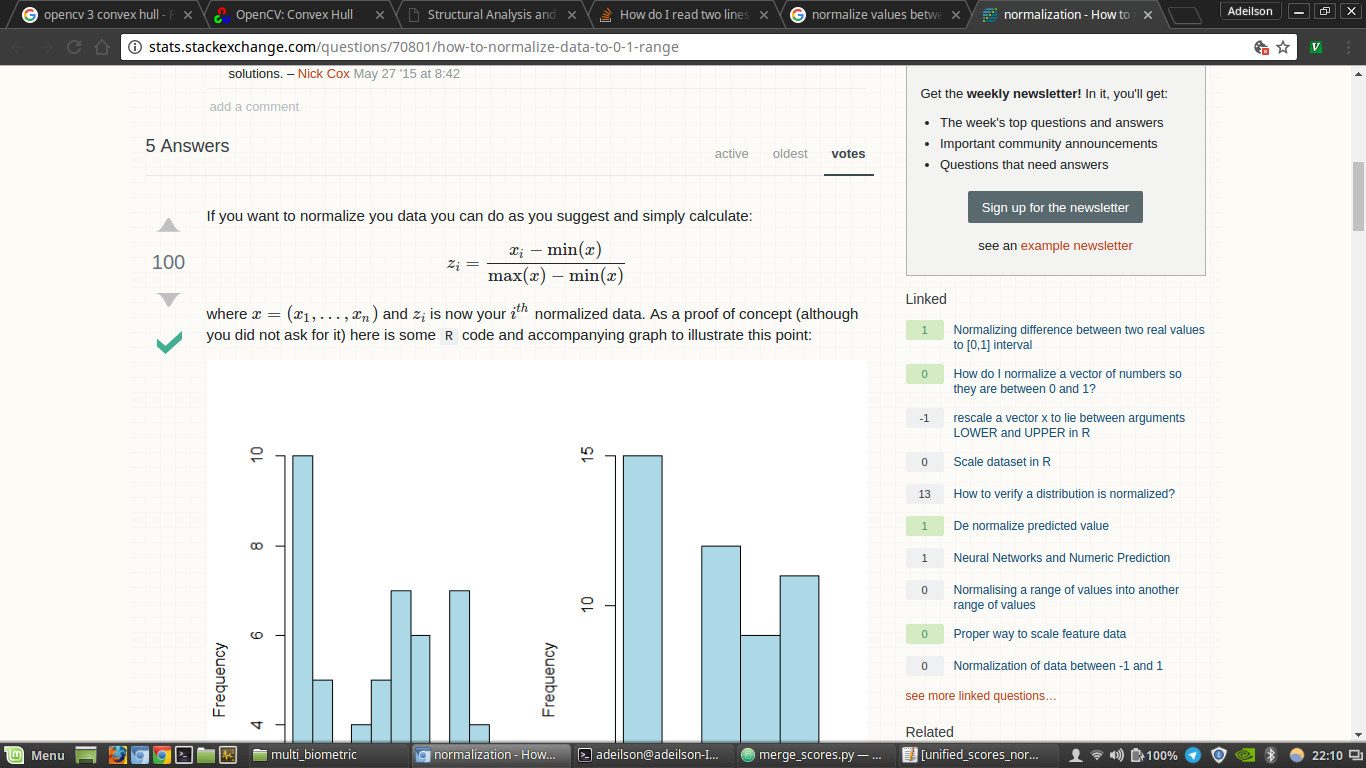 opencv 3 convex hull - F
OpenCV: Convex Hull
Structural Analysis and
How do I read two lines
normalize values betwe
normalization - How to
Adeilson
stats.stackexchange.com/questions/70801/how-to-normalize-data-to-0-1-range
solutions. – Nick Cox May 27 '15 at 8:42
add a comment
5 Answers
active oldest votes
If you want to normalize you data you can do as you suggest and simply calculate:
100
z_i = \frac{x_i − min(x)}{max(x) − min(x)}
where x = (x_1, . . . , x_n) and z_i is now your i^{th} normalized data. As a proof of concept (although
you did not ask for it) here is some R code and accompanying graph to illustrate this point:
10
8
6
4
Frequency
15
10
Frequency
Get the weekly newsletter! In it, you'll get:
• The week's top questions and answers
• Important community announcements
• Questions that need answers
Sign up for the newsletter
see an example newsletter
Linked
1 Normalizing difference between two real values
to [0,1] interval
0 How do I normalize a vector of numbers so
they are between 0 and 1?
-1 rescale a vector x to lie between arguments
LOWER and UPPER in R
0 Scale dataset in R
13 How to verify a distribution is normalized?
1 De normalize predicted value
1 Neural Networks and Numeric Prediction
0 Normalising a range of values into another
range of values
0 Proper way to scale feature data
0 Normalization of data between -1 and 1
see more linked questions…
Related
Menu
multi_biometric
normalization - How...
adeilson@adeilson-I...
merge_scores.py — ...
[unified_scores_nor...
100%
22:10